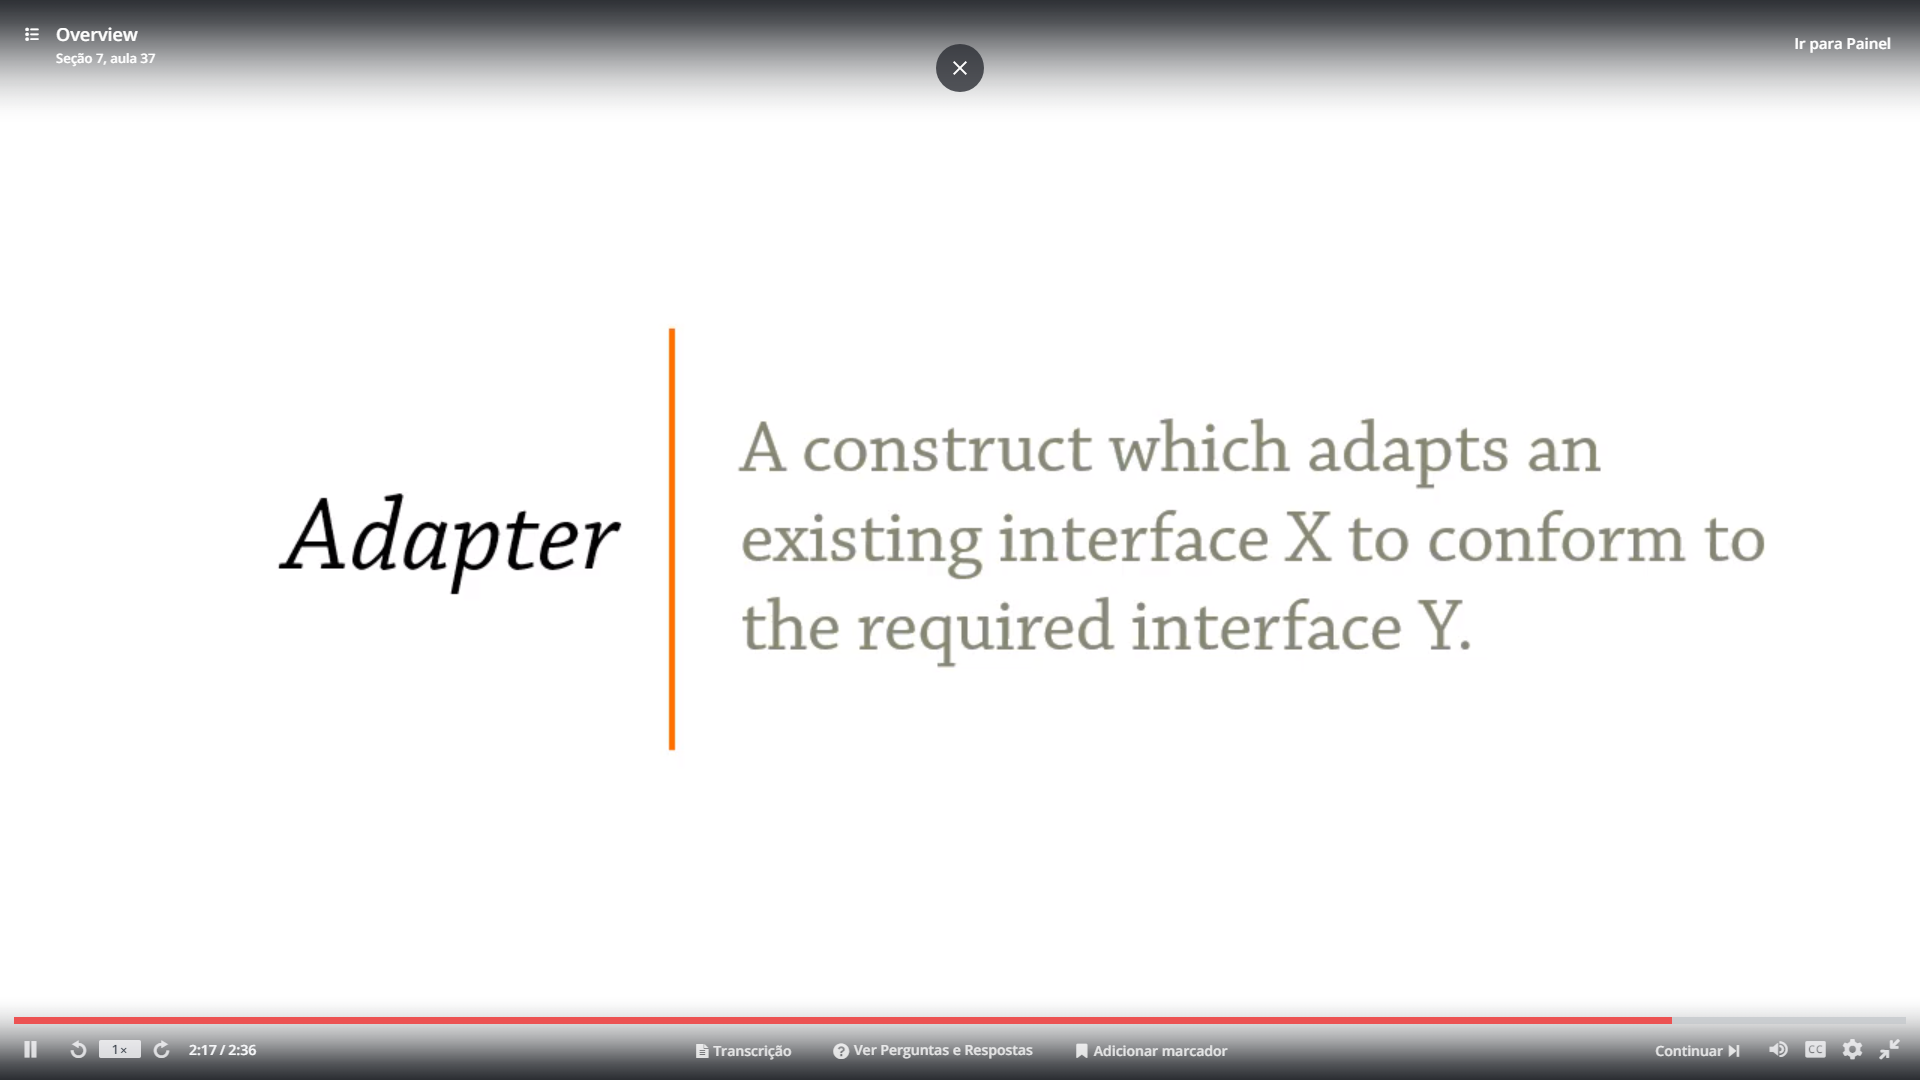 Overview
Seção 7, aula 37
Ir para Painel
Adapter
A construct which adapts an
existing interface X to conform to
the required interface Y.
1×
2:17 / 2:36
Transcrição
Ver Perguntas e Respostas
Adicionar marcador
Continuar
CC